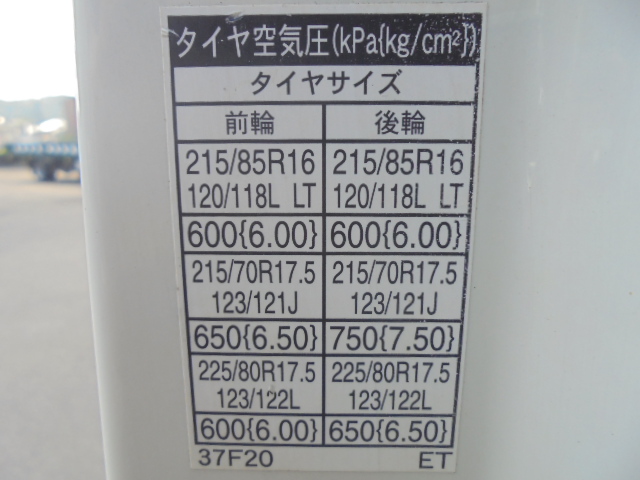 タイヤ空気圧(kPa{kg/cm²})
タイヤサイズ
前輪 後輪
215/85R16 215/85R16
120/118L LT 120/118L LT
600{6.00} 600{6.00}
215/70R17.5 215/70R17.5
123/121J 123/121J
650{6.50} 750{7.50}
225/80R17.5 225/80R17.5
123/122L 123/122L
600{6.00} 650{6.50}
37F20 ET